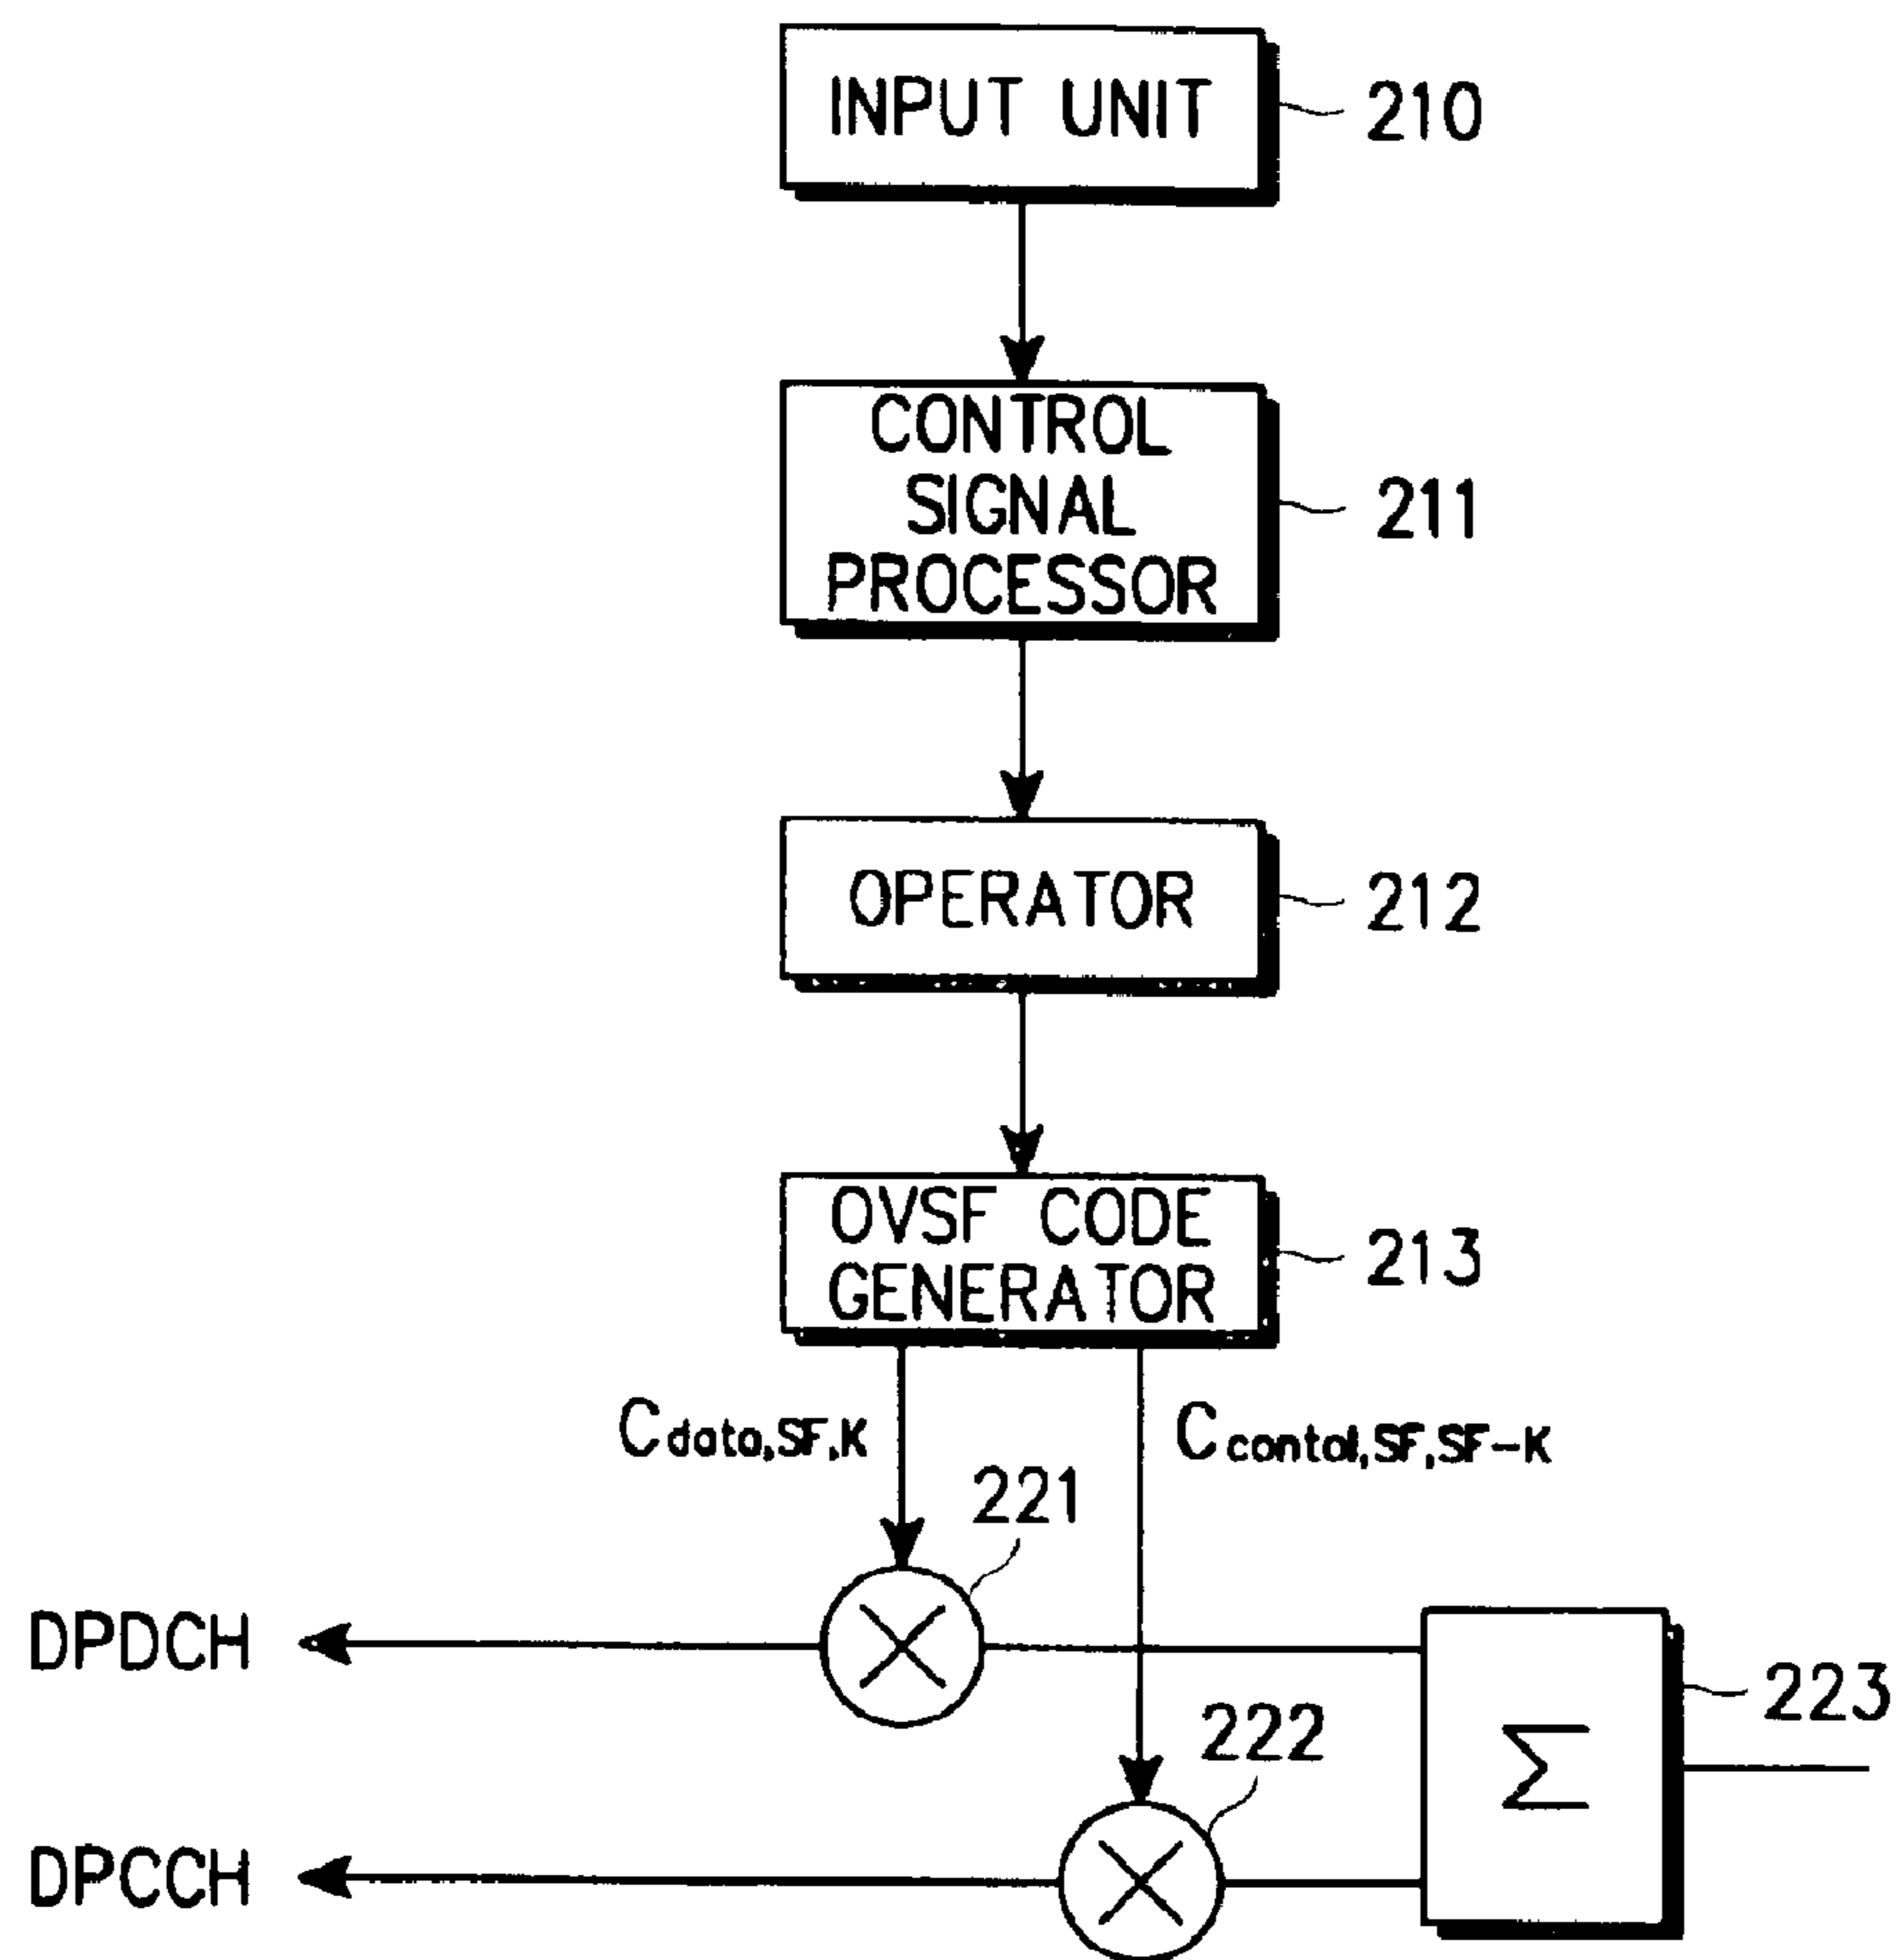 INPUT UNIT
210
CONTROL
SIGNAL
PROCESSOR
211
OPERATOR
212
OVSF CODE
GENERATOR
213
Cdata,SF,K
Ccontol,SF,SF-K
221
DPDCH
222
223
Σ
DPCCH